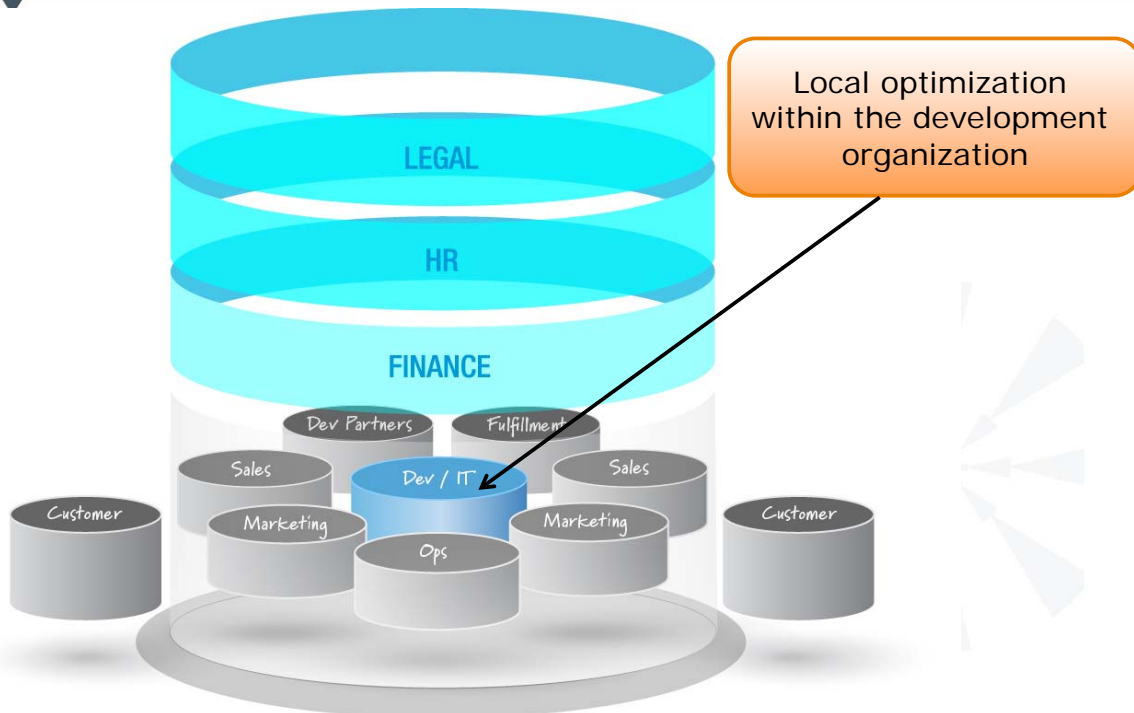 Local optimization
within the development
organization
LEGAL
HR
FINANCE
Dev Partners
Fulfillment
Sales
Dev / IT
Sales
Customer
Marketing
Marketing
Customer
Ops